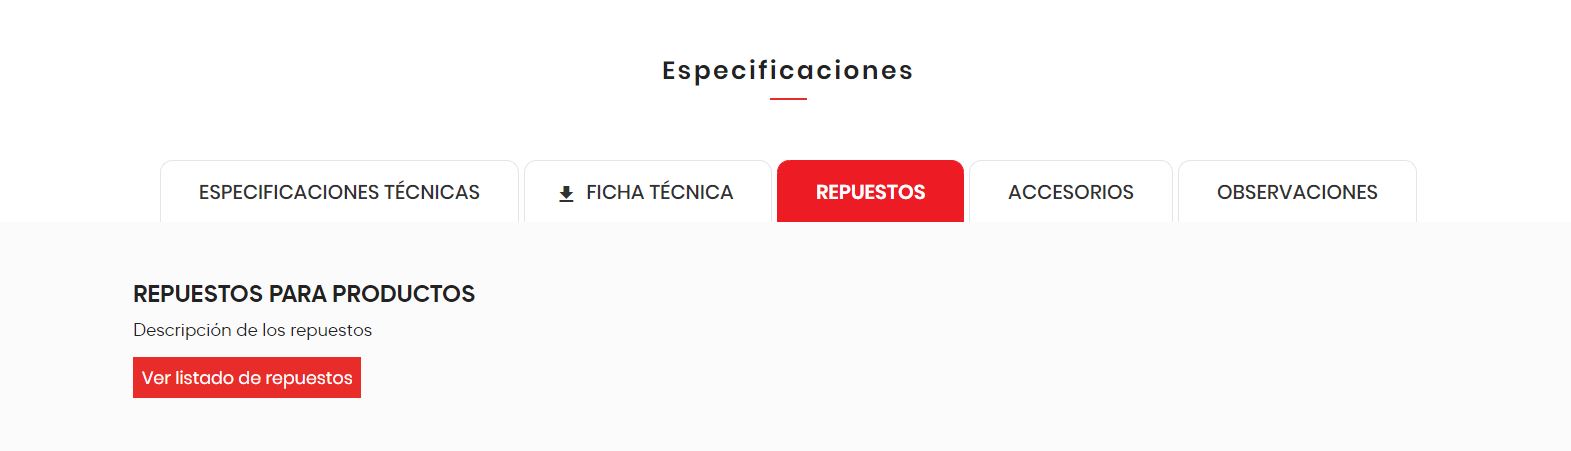 Especificaciones
ESPECIFICACIONES TÉCNICAS FICHA TÉCNICA REPUESTOS ACCESORIOS OBSERVACIONES
REPUESTOS PARA PRODUCTOS
Descripción de los repuestos
Ver listado de repuestos